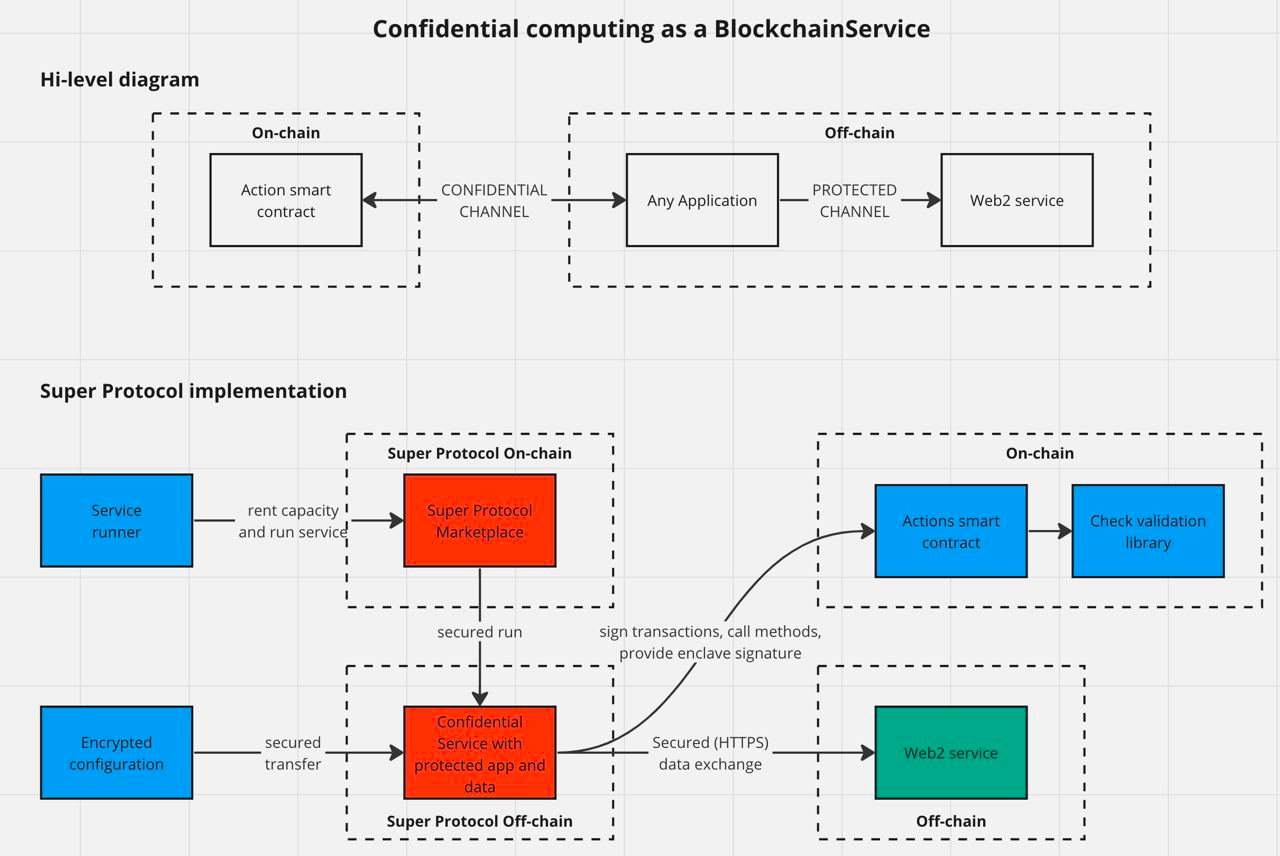 Confidential computing as a BlockchainService
Hi-level diagram
On-chain
Action smart
contract
CONFIDENTIAL
CHANNEL
Off-chain
Any Application
PROTECTED
CHANNEL
Web2 service
Super Protocol implementation
Service
runner
rent capacity
and run service
Super Protocol On-chain
Super Protocol
Marketplace
On-chain
Actions smart
contract
Check validation
library
secured run
sign transactions, call methods,
provide enclave signature
Encrypted
configuration
secured
transfer
Confidential
Service with
protected app and
data
Super Protocol Off-chain
Secured (HTTPS)
data exchange
Web2 service
Off-chain